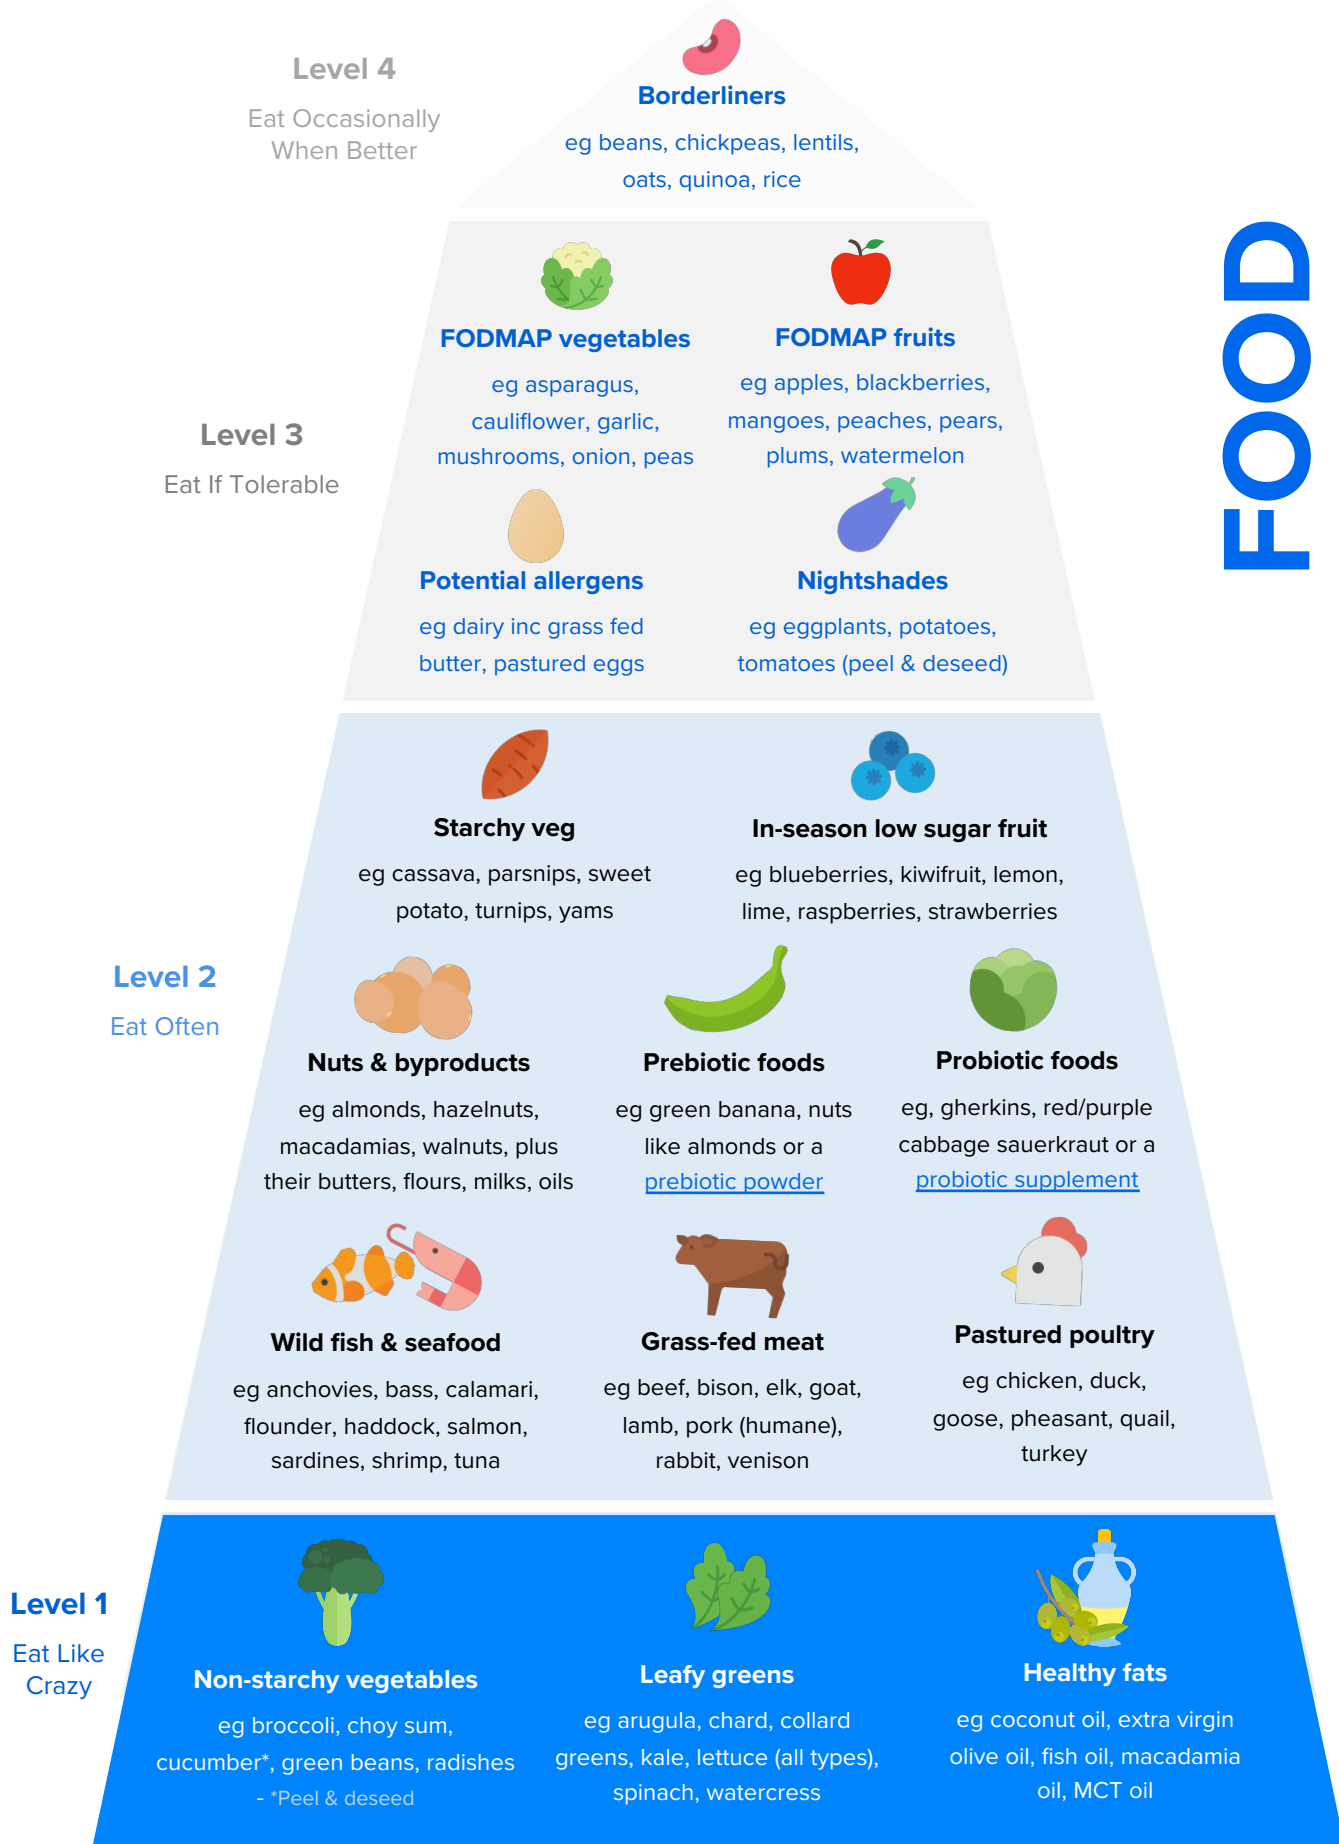 Level 4
Eat Occasionally
When Better
Borderliners
eg beans, chickpeas, lentils,
oats, quinoa, rice
FOOD
Level 3
Eat If Tolerable
FODMAP vegetables
eg asparagus,
cauliflower, garlic,
mushrooms, onion, peas
FODMAP fruits
eg apples, blackberries,
mangoes, peaches, pears,
plums, watermelon
Potential allergens
eg dairy inc grass fed
butter, pastured eggs
Nightshades
eg eggplants, potatoes,
tomatoes (peel & deseed)
Level 2
Eat Often
Starchy veg
eg cassava, parsnips, sweet
potato, turnips, yams
In-season low sugar fruit
eg blueberries, kiwifruit, lemon,
lime, raspberries, strawberries
Nuts & byproducts
eg almonds, hazelnuts,
macadamias, walnuts, plus
their butters, flours, milks, oils
Prebiotic foods
eg green banana, nuts
like almonds or a
prebiotic powder
Probiotic foods
eg, gherkins, red/purple
cabbage sauerkraut or a
probiotic supplement
Wild fish & seafood
eg anchovies, bass, calamari,
flounder, haddock, salmon,
sardines, shrimp, tuna
Grass-fed meat
eg beef, bison, elk, goat,
lamb, pork (humane),
rabbit, venison
Pastured poultry
eg chicken, duck,
goose, pheasant, quail,
turkey
Level 1
Eat Like
Crazy
Non-starchy vegetables
eg broccoli, choy sum,
cucumber*, green beans, radishes
- *Peel & deseed
Leafy greens
eg arugula, chard, collard
greens, kale, lettuce (all types),
spinach, watercress
Healthy fats
eg coconut oil, extra virgin
olive oil, fish oil, macadamia
oil, MCT oil